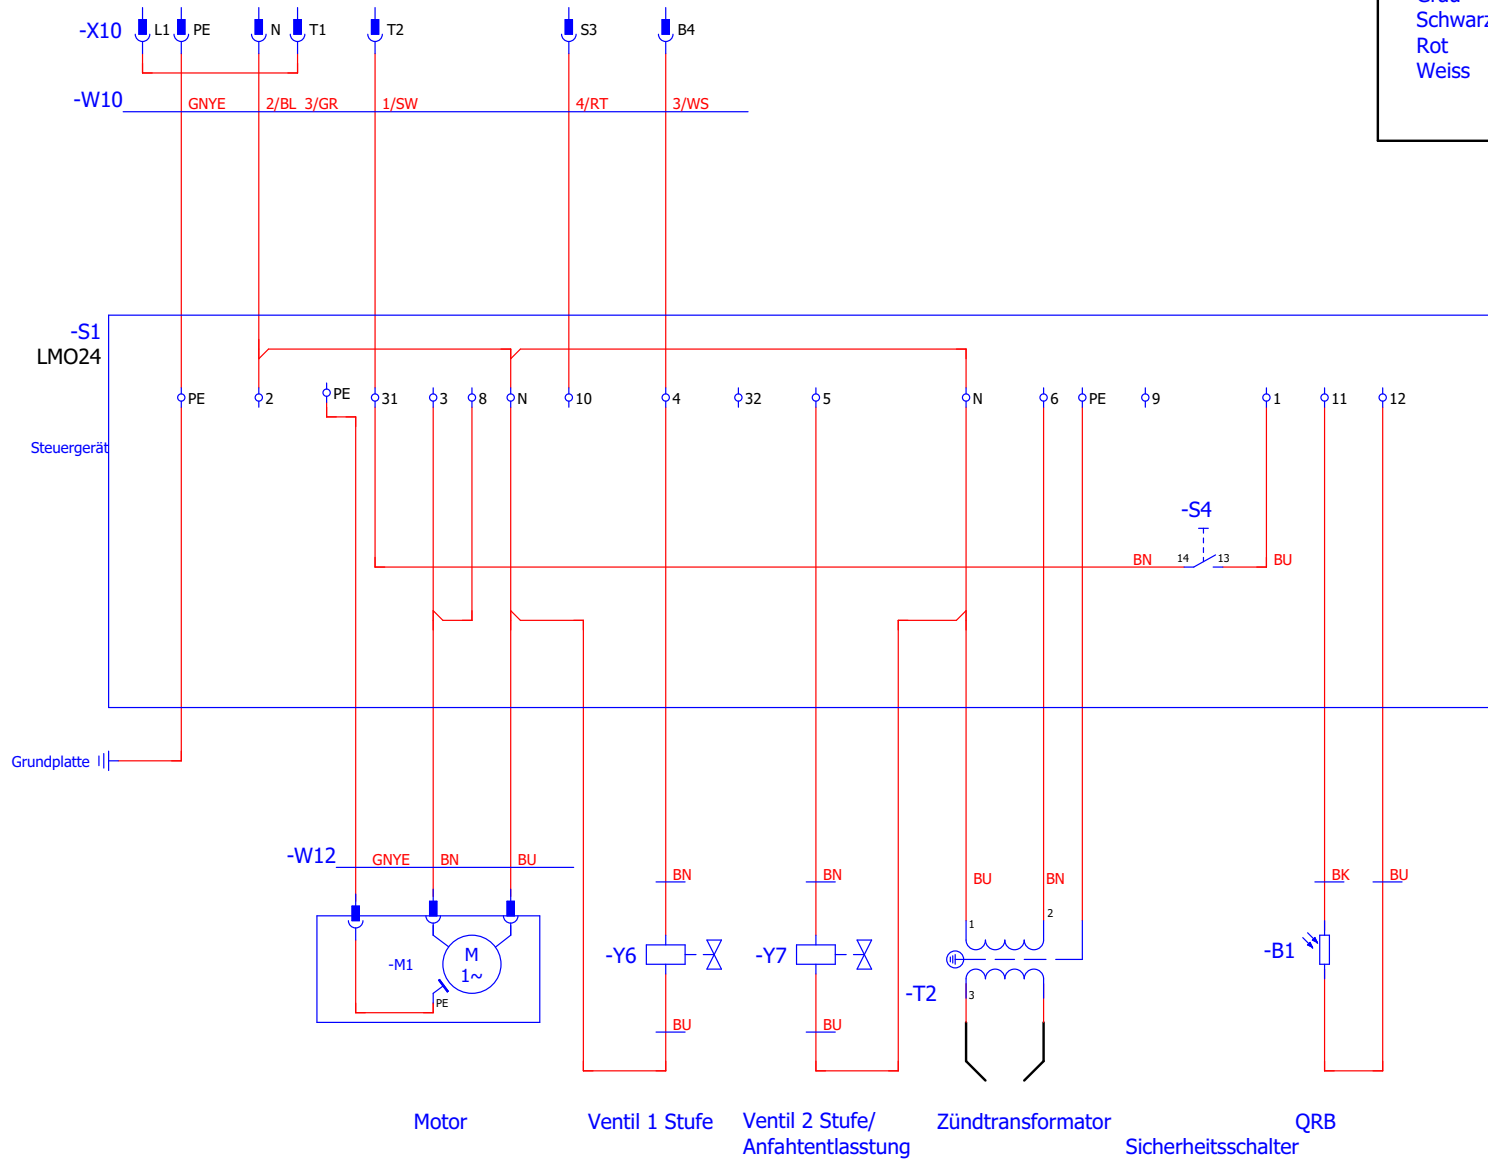 Schwarz
Rot
Weiss
-X10 L1 PE N T1 T2 S3 B4
-W10 GNYE 2/BL 3/GR 1/SW 4/RT 3/WS
-S1
LMO24
PE 2 PE 31 3 8 N 10 4 32 5 N 6 PE 9 1 11 12
Steuergerät
-S4
BN 14 13 BU
Grundplatte
-W12 GNYE BN BU
BN BN BU BN BK BU
1 2
-M1 M 1~ PE
-Y6 -Y7 -B1
-T2 3
BU BU
Motor Ventil 1 Stufe Ventil 2 Stufe/ Zündtransformator QRB
Anfahtentlasstung Sicherheitsschalter